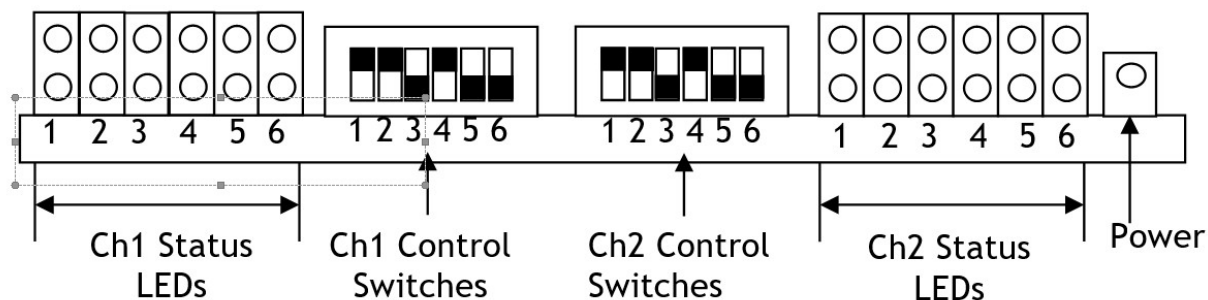 1 2 3 4 5 6 1 2 3 4 5 6 1 2 3 4 5 6 1 2 3 4 5 6
Ch1 Status
LEDs
Ch1 Control
Switches
Ch2 Control
Switches
Ch2 Status
LEDs
Power